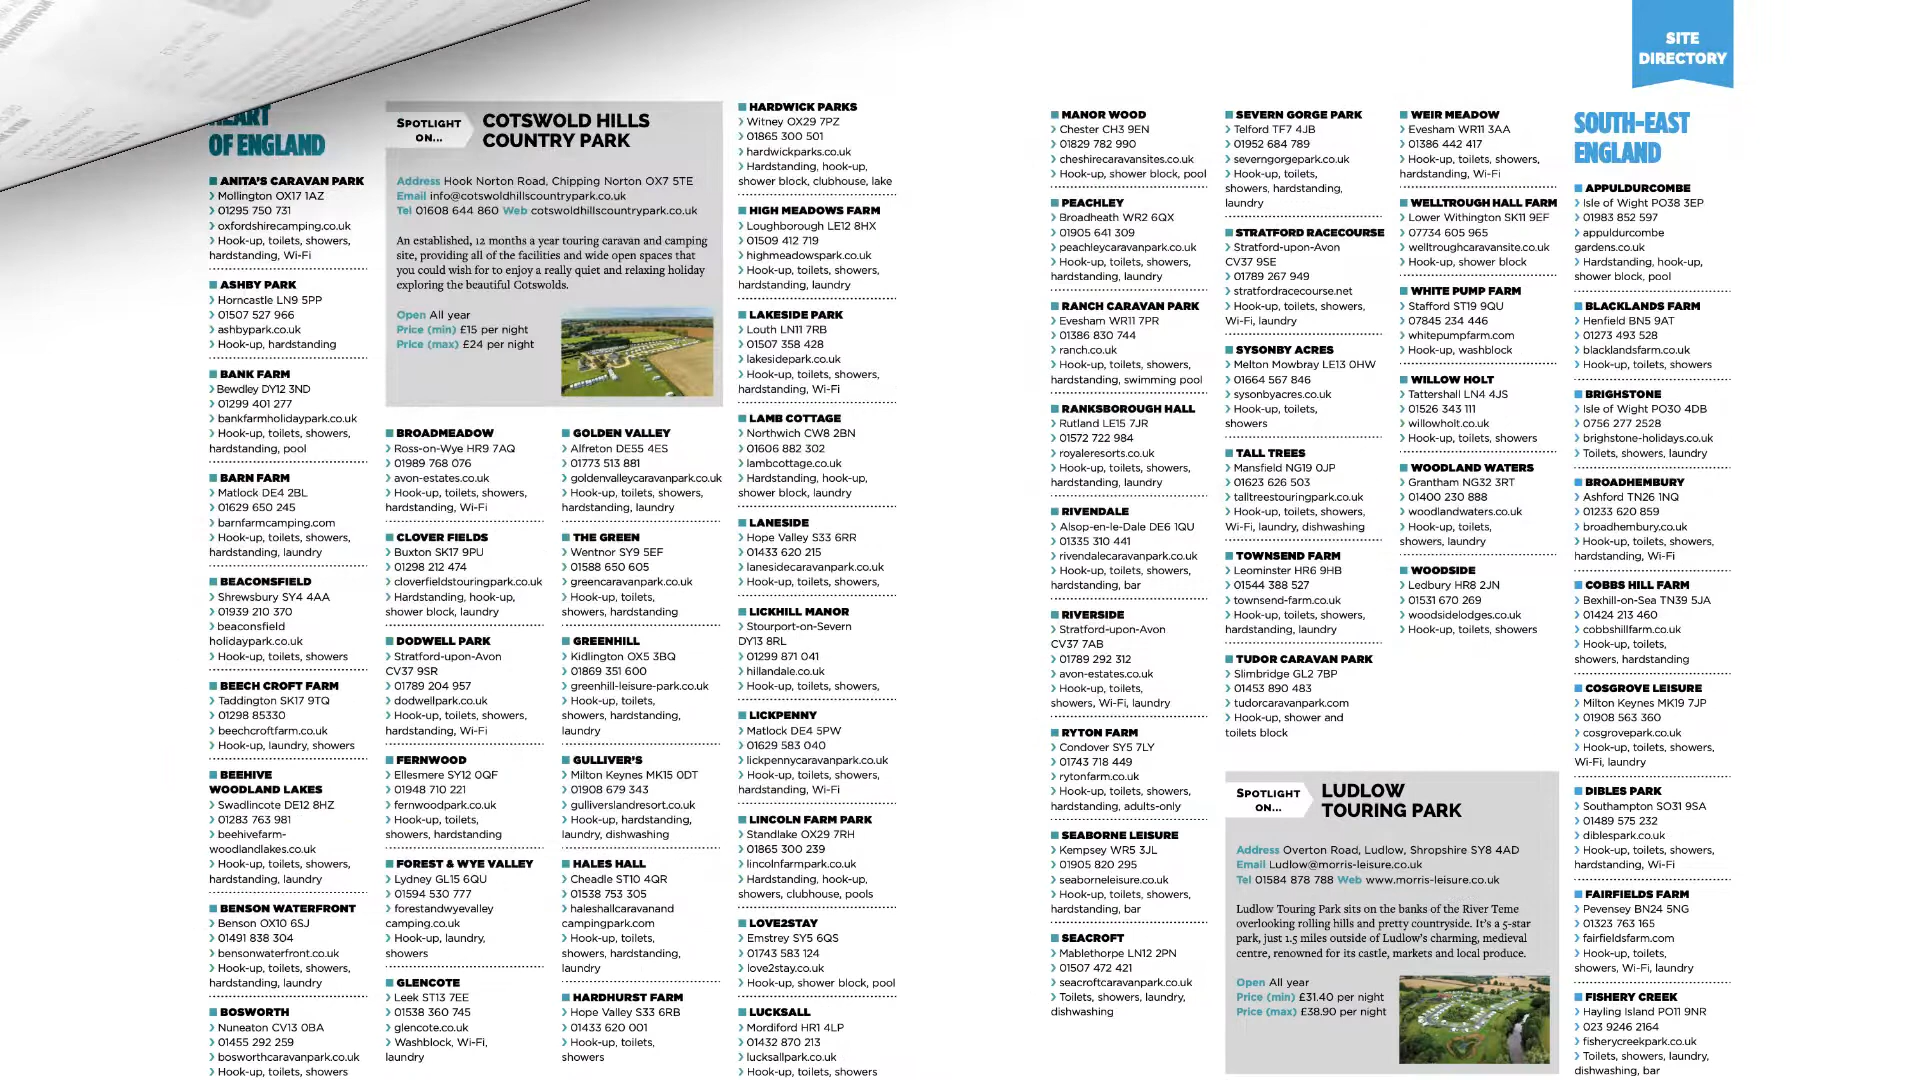 SITE
DIRECTORY
HEART
OF ENGLAND
ANITA'S CARAVAN PARK
Mollington OX17 1AZ
01295 750 731
oxfordshirecamping.co.uk
Hook-up, toilets, showers,
hardstanding, Wi-Fi
ASHBY PARK
Horncastle LN9 5PP
01507 527 966
ashbypark.co.uk
Hook-up, hardstanding
BANK FARM
Bewdley DY12 3ND
01299 401 277
bankfarmholidaypark.co.uk
Hook-up, toilets, showers,
hardstanding, pool
BARN FARM
Matlock DE4 2BL
01629 650 245
barnfarmcamping.com
Hook-up, toilets, showers,
hardstanding, laundry
BEACONSFIELD
Shrewsbury SY4 4AA
01939 210 370
beaconsfield
holidaypark.co.uk
Hook-up, toilets, showers
BEECH CROFT FARM
Taddington SK17 9TQ
01298 85330
beechcroftfarm.co.uk
Hook-up, laundry, showers
BEEHIVE
WOODLAND LAKES
Swadlincote DE12 8HZ
01283 763 981
beehivefarm-
woodlandlakes.co.uk
Hook-up, toilets, showers,
hardstanding, laundry
BENSON WATERFRONT
Benson OX10 6SJ
01491 838 304
bensonwaterfront.co.uk
Hook-up, toilets, showers,
hardstanding, laundry
BOSWORTH
Nuneaton CV13 0BA
01455 292 259
bosworthcaravanpark.co.uk
Hook-up, toilets, showers
SPOTLIGHT
ON...
COTSWOLD HILLS
COUNTRY PARK
Address Hook Norton Road, Chipping Norton OX7 5TE
Email info@cotswoldhillscountrypark.co.uk
Tel 01608 644 860 Web cotswoldhillscountrypark.co.uk
An established, 12 months a year touring caravan and camping
site, providing all of the facilities and wide open spaces that
you could wish for to enjoy a really quiet and relaxing holiday
exploring the beautiful Cotswolds.
Open All year
Price (min) £15 per night
Price (max) £24 per night
BROADMEADOW
Ross-on-Wye HR9 7AQ
01989 768 076
avon-estates.co.uk
Hook-up, toilets, showers,
hardstanding, Wi-Fi
CLOVER FIELDS
Buxton SK17 9PU
01298 212 474
cloverfieldstouringpark.co.uk
Hardstanding, hook-up,
shower block, laundry
DODWELL PARK
Stratford-upon-Avon
CV37 9SR
01789 204 957
dodwellpark.co.uk
Hook-up, toilets, showers,
hardstanding, Wi-Fi
FERNWOOD
Ellesmere SY12 0QF
01948 710 221
fernwoodpark.co.uk
Hook-up, toilets,
showers, hardstanding
FOREST & WYE VALLEY
Lydney GL15 6QU
01594 530 777
forestandwyevalley
camping.co.uk
Hook-up, laundry,
showers
GLENCOTE
Leek ST13 7EE
01538 360 745
glencote.co.uk
Washblock, Wi-Fi,
laundry
GOLDEN VALLEY
Alfreton DE55 4ES
01773 513 881
goldenvalleycaravanpark.co.uk
Hook-up, toilets, showers,
hardstanding, laundry
THE GREEN
Wentnor SY9 5EF
01588 650 605
greencaravanpark.co.uk
Hook-up, toilets,
showers, hardstanding
GREENHILL
Kidlington OX5 3BQ
01869 351 600
greenhill-leisure-park.co.uk
Hook-up, toilets,
showers, hardstanding,
laundry
GULLIVER'S
Milton Keynes MK15 0DT
01908 679 343
gulliverslandresort.co.uk
Hook-up, hardstanding,
laundry, dishwashing
HALES HALL
Cheadle ST10 4QR
01538 753 305
haleshallcaravanand
campingpark.com
Hook-up, toilets,
showers, hardstanding,
laundry
HARDHURST FARM
Hope Valley S33 6RB
01433 620 001
Hook-up, toilets,
showers
HARDWICK PARKS
Witney OX29 7PZ
01865 300 501
hardwickparks.co.uk
Hardstanding, hook-up,
shower block, clubhouse, lake
HIGH MEADOWS FARM
Loughborough LE12 8HX
01509 412 719
highmeadowspark.co.uk
Hook-up, toilets, showers,
hardstanding, laundry
LAKESIDE PARK
Louth LN11 7RB
01507 358 428
lakesidepark.co.uk
Hook-up, toilets, showers,
hardstanding, Wi-Fi
LAMB COTTAGE
Northwich CW8 2BN
01606 882 302
lambcottage.co.uk
Hardstanding, hook-up,
shower block, laundry
LANESIDE
Hope Valley S33 6RR
01433 620 215
lanesidecaravanpark.co.uk
Hook-up, toilets, showers,
LICKHILL MANOR
Stourport-on-Severn
DY13 8RL
01299 871 041
hillandale.co.uk
Hook-up, toilets, showers,
LICKPENNY
Matlock DE4 5PW
01629 583 040
lickpennycaravanpark.co.uk
Hook-up, toilets, showers,
hardstanding, Wi-Fi
LINCOLN FARM PARK
Standlake OX29 7RH
01865 300 239
lincolnfarmpark.co.uk
Hardstanding, hook-up,
showers, clubhouse, pools
LOVE2STAY
Emstrey SY5 6QS
01743 583 124
love2stay.co.uk
Hook-up, shower block, pool
LUCKSALL
Mordiford HR1 4LP
01432 870 213
lucksallpark.co.uk
Hook-up, toilets, showers
MANOR WOOD
Chester CH3 9EN
01829 782 990
cheshirecaravansites.co.uk
Hook-up, shower block, pool
PEACHLEY
Broadheath WR2 6QX
01905 641 309
peachleycaravanpark.co.uk
Hook-up, toilets, showers,
hardstanding, laundry
RANCH CARAVAN PARK
Evesham WR11 7PR
01386 830 744
ranch.co.uk
Hook-up, toilets, showers,
hardstanding, swimming pool
RANKSBOROUGH HALL
Rutland LE15 7JR
01572 722 984
royaleresorts.co.uk
Hook-up, toilets, showers,
hardstanding, laundry
RIVENDALE
Alsop-en-le-Dale DE6 1QU
01335 310 441
rivendalecaravanpark.co.uk
Hook-up, toilets, showers,
hardstanding, bar
RIVERSIDE
Stratford-upon-Avon
CV37 7AB
01789 292 312
avon-estates.co.uk
Hook-up, toilets,
showers, Wi-Fi, laundry
RYTON FARM
Condover SY5 7LY
01743 718 449
rytonfarm.co.uk
Hook-up, toilets, showers,
hardstanding, adults-only
SEABORNE LEISURE
Kempsey WR5 3JL
01905 820 295
seaborneleisure.co.uk
Hook-up, toilets, showers,
hardstanding, bar
SEACROFT
Mablethorpe LN12 2PN
01507 472 421
seacroftcaravanpark.co.uk
Toilets, showers, laundry,
dishwashing
SEVERN GORGE PARK
Telford TF7 4JB
01952 684 789
severngorgepark.co.uk
Hook-up, toilets,
showers, hardstanding,
laundry
STRATFORD RACECOURSE
Stratford-upon-Avon
CV37 9SE
01789 267 949
stratfordracecourse.net
Hook-up, toilets, showers,
Wi-Fi, laundry
SYSONBY ACRES
Melton Mowbray LE13 0HW
01664 567 846
sysonbyacres.co.uk
Hook-up, toilets,
showers
TALL TREES
Mansfield NG19 0JP
01623 626 503
talltreestouringpark.co.uk
Hook-up, toilets, showers,
Wi-Fi, laundry, dishwashing
TOWNSEND FARM
Leominster HR6 9HB
01544 388 527
townsend-farm.co.uk
Hook-up, toilets, showers,
hardstanding, laundry
TUDOR CARAVAN PARK
Slimbridge GL2 7BP
01453 890 483
tudorcaravanpark.com
Hook-up, shower and
toilets block
WEIR MEADOW
Evesham WR11 3AA
01386 442 417
Hook-up, toilets, showers,
hardstanding, Wi-Fi
WELLTROUGH HALL FARM
Lower Withington SK11 9EF
07734 605 965
welltroughcaravansite.co.uk
Hook-up, shower block
WHITE PUMP FARM
Stafford ST19 9QU
07845 234 446
whitepumpfarm.com
Hook-up, washblock
WILLOW HOLT
Tattershall LN4 4JS
01526 343 111
willowholt.co.uk
Hook-up, toilets, showers
WOODLAND WATERS
Grantham NG32 3RT
01400 230 888
woodlandwaters.co.uk
Hook-up, toilets,
showers, laundry
WOODSIDE
Ledbury HR8 2JN
01531 670 269
woodsidelodges.co.uk
Hook-up, toilets, showers
SPOTLIGHT
ON...
LUDLOW
TOURING PARK
Address Overton Road, Ludlow, Shropshire SY8 4AD
Email Ludlow@morris-leisure.co.uk
Tel 01584 878 788 Web www.morris-leisure.co.uk
Ludlow Touring Park sits on the banks of the River Teme
overlooking rolling hills and pretty countryside. It's a 5-star
park, just 1.5 miles outside of Ludlow's charming, medieval
centre, renowned for its castle, markets and local produce.
Open All year
Price (min) £31.40 per night
Price (max) £38.90 per night
SOUTH-EAST
ENGLAND
APPULDURCOMBE
Isle of Wight PO38 3EP
01983 852 597
appuldurcombe
gardens.co.uk
Hardstanding, hook-up,
shower block, pool
BLACKLANDS FARM
Henfield BN5 9AT
01273 493 528
blacklandsfarm.co.uk
Hook-up, toilets, showers
BRIGHSTONE
Isle of Wight PO30 4DB
0756 277 2528
brighstone-holidays.co.uk
Toilets, showers, laundry
BROADHEMBURY
Ashford TN26 1NQ
01233 620 859
broadhembury.co.uk
Hook-up, toilets, showers,
hardstanding, Wi-Fi
COBBS HILL FARM
Bexhill-on-Sea TN39 5JA
01424 213 460
cobbshillfarm.co.uk
Hook-up, toilets,
showers, hardstanding
COSGROVE LEISURE
Milton Keynes MK19 7JP
01908 563 360
cosgrovepark.co.uk
Hook-up, toilets, showers,
Wi-Fi, laundry
DIBLES PARK
Southampton SO31 9SA
01489 575 232
diblespark.co.uk
Hook-up, toilets, showers,
hardstanding, Wi-Fi
FAIRFIELDS FARM
Pevensey BN24 5NG
01323 763 165
fairfieldsfarm.com
Hook-up, toilets,
showers, Wi-Fi, laundry
FISHERY CREEK
Hayling Island PO11 9NR
023 9246 2164
fisherycreekpark.co.uk
Toilets, showers, laundry,
dishwashing, bar